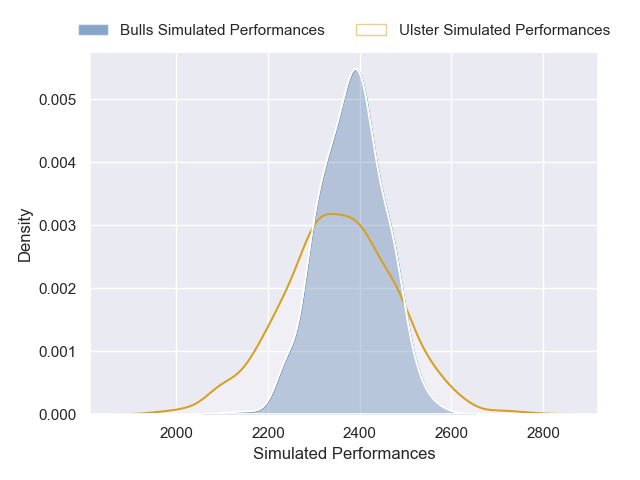 Bulls Simulated Performances
Ulster Simulated Performances
0.005
0.004
0.003
0.002
0.001
0.000
Density
2000
2200
2400
2600
2800
Simulated Performances